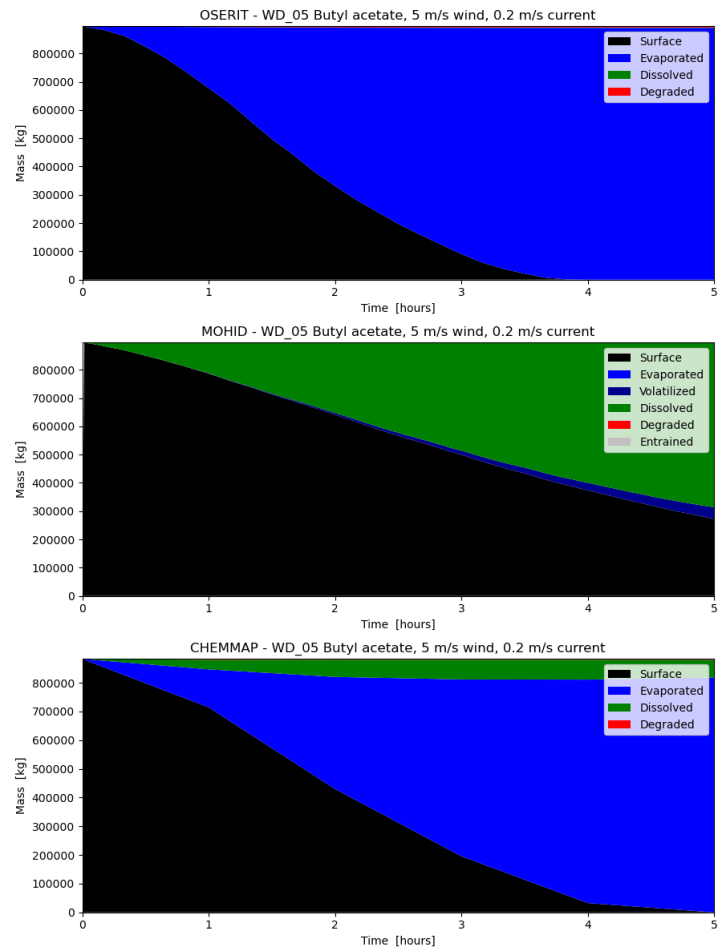 OSERIT - WD_05 Butyl acetate, 5 m/s wind, 0.2 m/s current
Surface
Evaporated
Dissolved
Degraded
800000
700000
600000
500000
400000
300000
200000
100000
0
Mass [kg]
0 1 2 3 4 5
Time [hours]
MOHID - WD_05 Butyl acetate, 5 m/s wind, 0.2 m/s current
Surface
Evaporated
Volatilized
Dissolved
Degraded
Entrained
800000
700000
600000
500000
400000
300000
200000
100000
0
Mass [kg]
0 1 2 3 4 5
Time [hours]
CHEMMAP - WD_05 Butyl acetate, 5 m/s wind, 0.2 m/s current
Surface
Evaporated
Dissolved
Degraded
800000
700000
600000
500000
400000
300000
200000
100000
0
Mass [kg]
0 1 2 3 4 5
Time [hours]